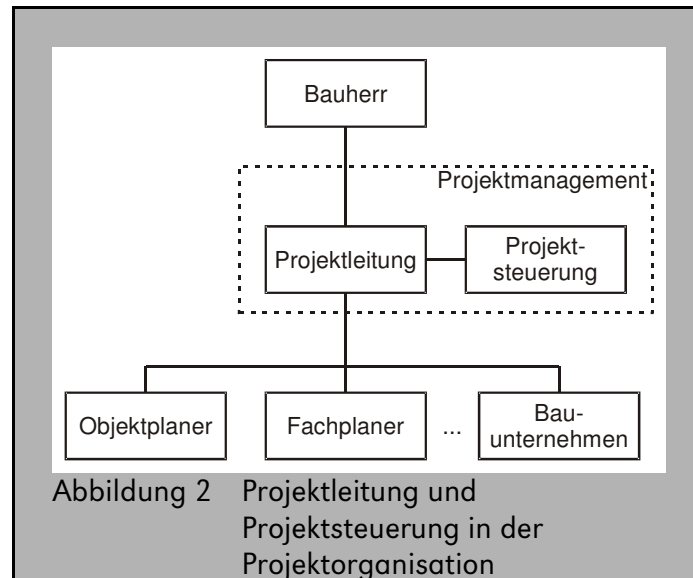 Bauherr
Projektmanagement
Projektleitung
Projekt-
steuerung
Objektplaner
Fachplaner
...
Bau-
unternehmen
Abbildung 2 Projektleitung und
Projektsteuerung in der
Projektorganisation